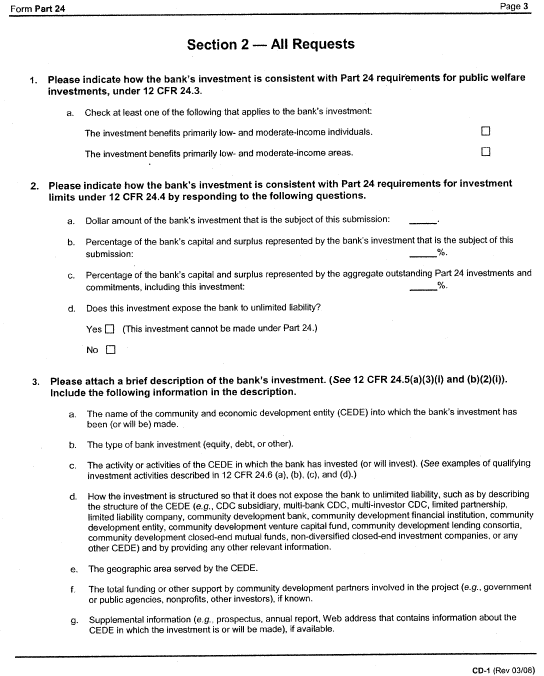 Form Part 24
Page 3
Section 2 — All Requests
1. Please indicate how the bank's investment is consistent with Part 24 requirements for public welfare
investments, under 12 CFR 24.3.
a. Check at least one of the following that applies to the bank's investment:
The investment benefits primarily low- and moderate-income individuals. ☐
The investment benefits primarily low- and moderate-income areas. ☐
2. Please indicate how the bank's investment is consistent with Part 24 requirements for investment
limits under 12 CFR 24.4 by responding to the following questions.
a. Dollar amount of the bank's investment that is the subject of this submission: _____.
b. Percentage of the bank's capital and surplus represented by the bank's investment that is the subject of this
submission: _____%.
c. Percentage of the bank's capital and surplus represented by the aggregate outstanding Part 24 investments and
commitments, including this investment: _____%.
d. Does this investment expose the bank to unlimited liability?
Yes ☐ (This investment cannot be made under Part 24.)
No ☐
3. Please attach a brief description of the bank's investment. (See 12 CFR 24.5(a)(3)(i) and (b)(2)(i)).
Include the following information in the description.
a. The name of the community and economic development entity (CEDE) into which the bank's investment has
been (or will be) made.
b. The type of bank investment (equity, debt, or other).
c. The activity or activities of the CEDE in which the bank has invested (or will invest). (See examples of qualifying
investment activities described in 12 CFR 24.6 (a), (b), (c), and (d).)
d. How the investment is structured so that it does not expose the bank to unlimited liability, such as by describing
the structure of the CEDE (e.g., CDC subsidiary, multi-bank CDC, multi-investor CDC, limited partnership,
limited liability company, community development bank, community development financial institution, community
development entity, community development venture capital fund, community development lending consortia,
community development closed-end mutual funds, non-diversified closed-end investment companies, or any
other CEDE) and by providing any other relevant information.
e. The geographic area served by the CEDE.
f. The total funding or other support by community development partners involved in the project (e.g., government
or public agencies, nonprofits, other investors), if known.
g. Supplemental information (e.g., prospectus, annual report, Web address that contains information about the
CEDE in which the investment is or will be made), if available.
CD-1 (Rev 03/08)